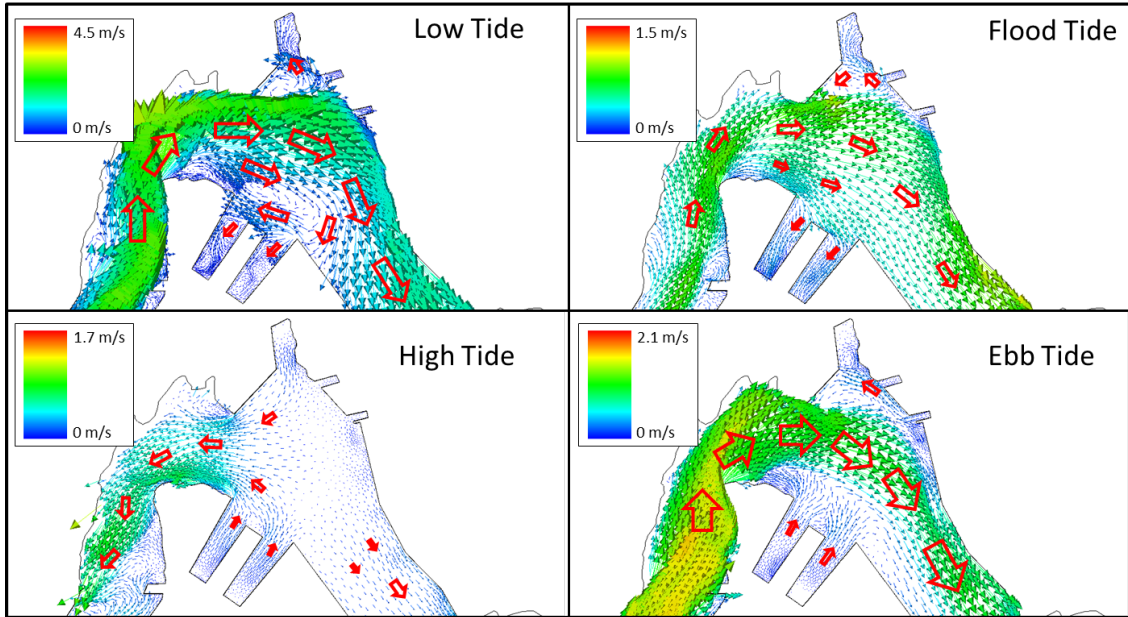 4.5 m/s
0 m/s
Low Tide
1.5 m/s
0 m/s
Flood Tide
1.7 m/s
0 m/s
High Tide
2.1 m/s
0 m/s
Ebb Tide